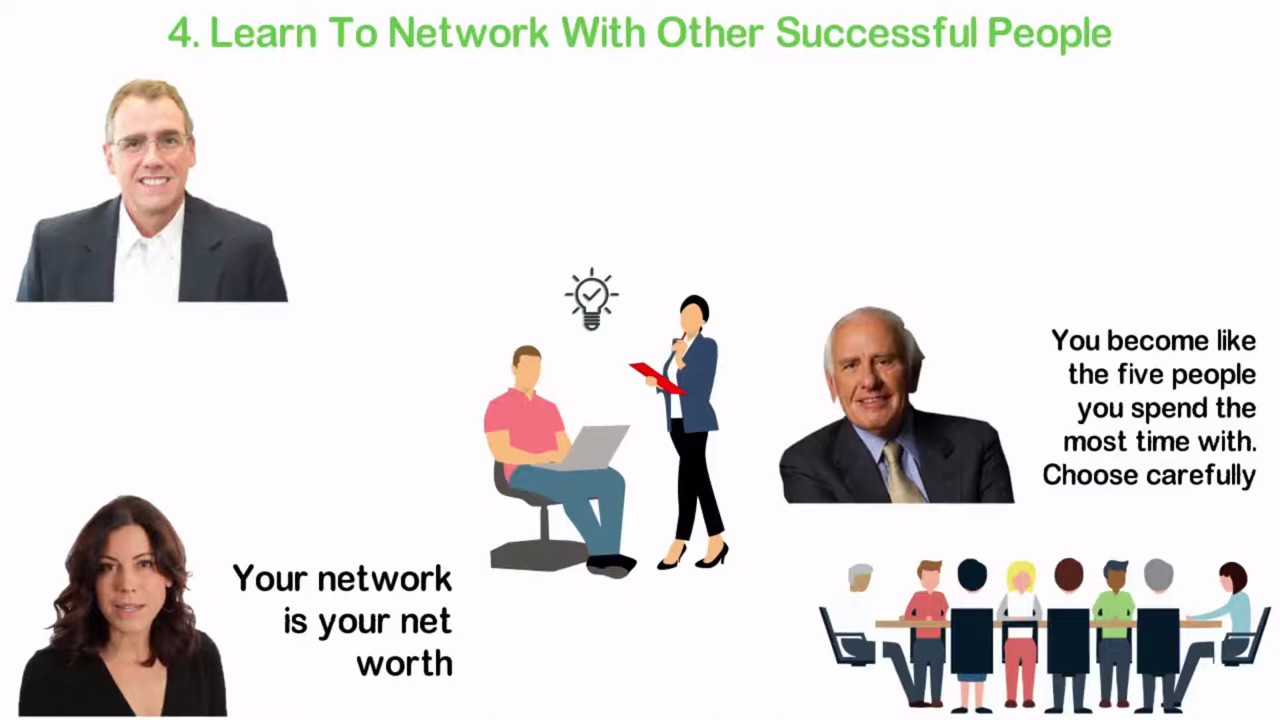 4. Learn To Network With Other Successful People
You become like
the five people
you spend the
most time with.
Choose carefully
Your network
is your net
worth